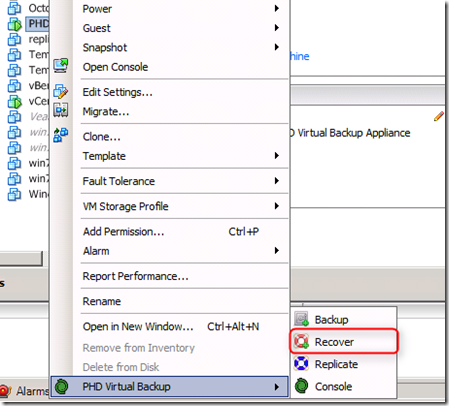 Octo
PHD
repli
Tem
Tem
vBer
vCer
Vea
win
win
win7
win7
Wind
Power
Guest
Snapshot
Open Console
Edit Settings...
Migrate...
Clone...
Template
Fault Tolerance
VM Storage Profile
Add Permission... Ctrl+P
Alarm
Report Performance...
Rename
Open in New Window... Ctrl+Alt+N
Remove from Inventory
Delete from Disk
PHD Virtual Backup
hine
D Virtual Backup Appliance
s
Alarms
Backup
Recover
Replicate
Console